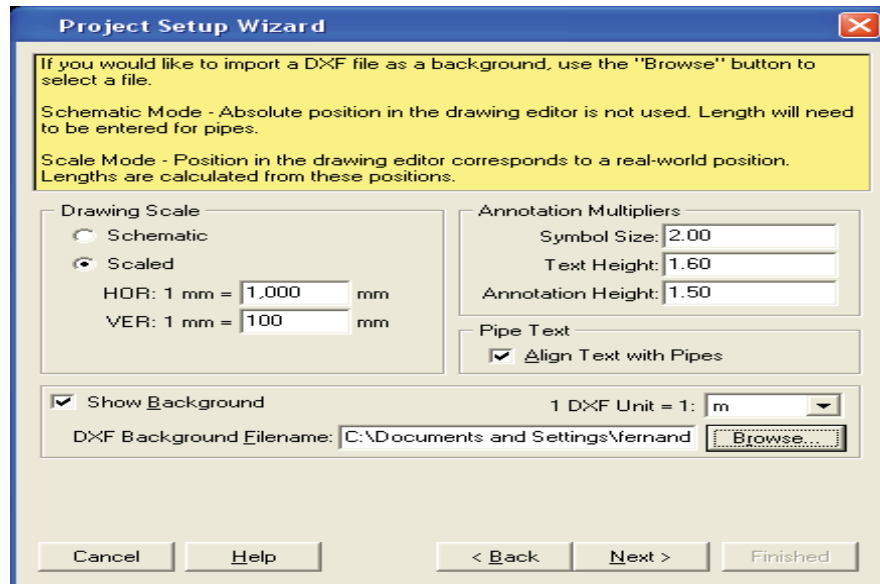 Project Setup Wizard
If you would like to import a DXF file as a background, use the "Browse" button to
select a file.
Schematic Mode - Absolute position in the drawing editor is not used. Length will need
to be entered for pipes.
Scale Mode - Position in the drawing editor corresponds to a real-world position.
Lengths are calculated from these positions.
Drawing Scale
Schematic
Scaled
HOR: 1 mm = 1,000 mm
VER: 1 mm = 100 mm
Annotation Multipliers
Symbol Size: 2.00
Text Height: 1.60
Annotation Height: 1.50
Pipe Text
Align Text with Pipes
Show Background
1 DXF Unit = 1: m
DXF Background Filename: C:\Documents and Settings\fernand
Browse...
Cancel
Help
< Back
Next >
Finished